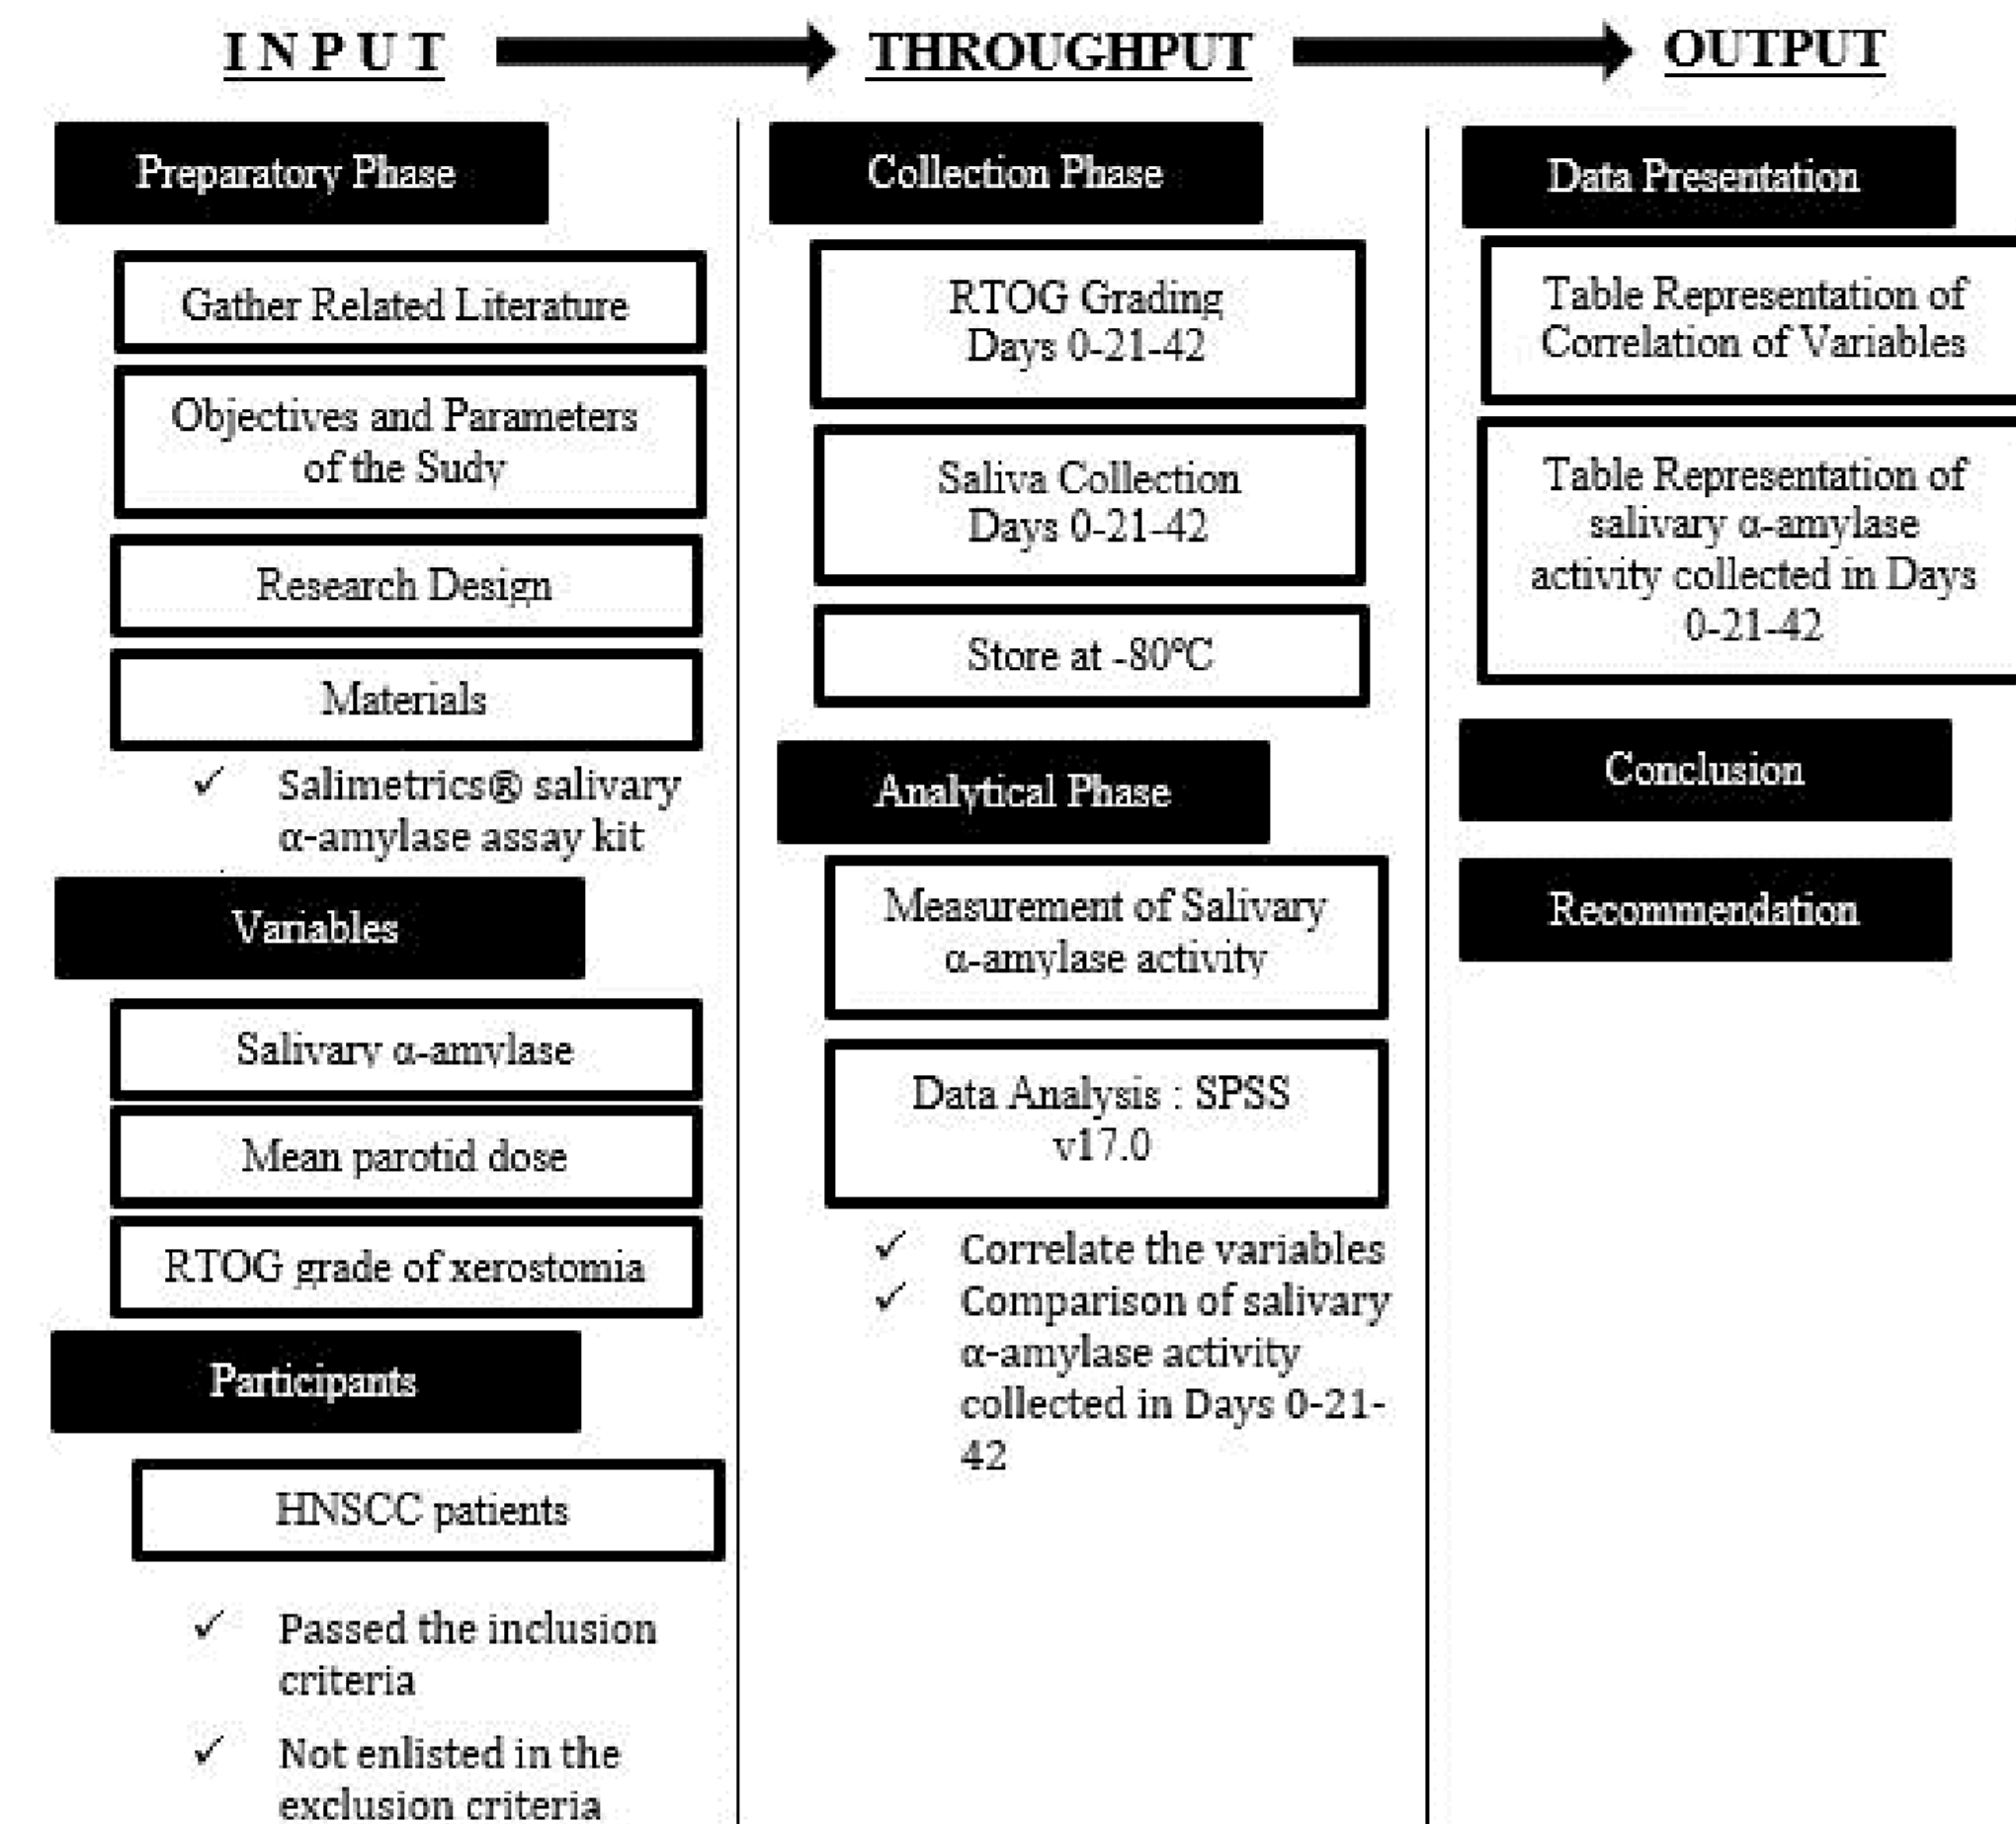 I N P U T
THROUGHPUT
OUTPUT
Preparatory Phase
Gather Related Literature
Objectives and Parameters
of the Sudy
Research Design
Materials
✓ Salimetrics® salivary
α-amylase assay kit
Variables
Salivary α-amylase
Mean parotid dose
RTOG grade of xerostomia
Participants
HNSCC patients
✓ Passed the inclusion
criteria
✓ Not enlisted in the
exclusion criteria
Collection Phase
RTOG Grading
Days 0-21-42
Saliva Collection
Days 0-21-42
Store at -80ºC
Analytical Phase
Measurement of Salivary
α-amylase activity
Data Analysis : SPSS
v17.0
✓ Correlate the variables
✓ Comparison of salivary
α-amylase activity
collected in Days 0-21-
42
Data Presentation
Table Representation of
Correlation of Variables
Table Representation of
salivary α-amylase
activity collected in Days
0-21-42
Conclusion
Recommendation